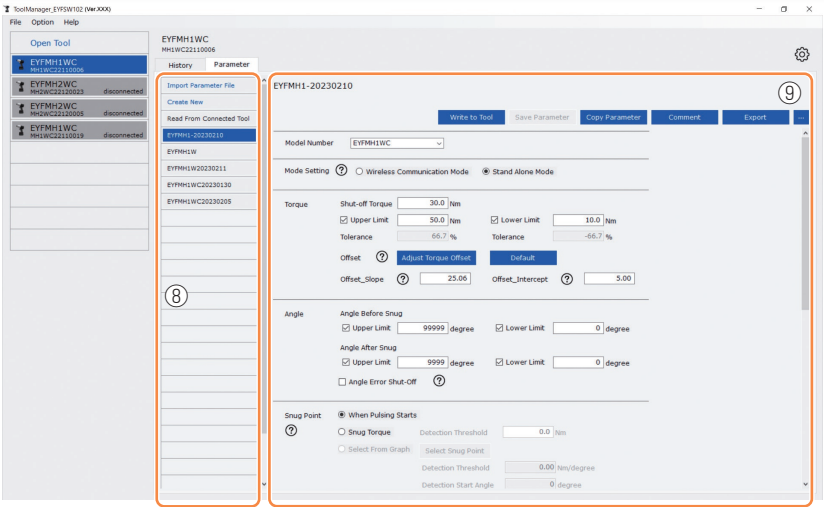 ToolManager_EYFSW102 (Ver.XXX)
File Option Help
Open Tool
EYFMH1WC
MH1WC22110006
EYFMH2WC
MH2WC22120023 disconnected
EYFMH2WC
MH2WC22120005 disconnected
EYFMH1WC
MH1WC22110019 disconnected
EYFMH1WC
MH1WC22110006
History Parameter
Import Parameter File
Create New
Read From Connected Tool
EYFMH1-20230210
EYFMH1W
EYFMH1W20230211
EYFMH1WC20230130
EYFMH1WC20230205
⑧
EYFMH1-20230210
⑨
Write to Tool Save Parameter Copy Parameter Comment Export ...
Model Number EYFMH1WC
Mode Setting ? Wireless Communication Mode Stand Alone Mode
Torque Shut-off Torque 30.0 Nm
Upper Limit 50.0 Nm Lower Limit 10.0 Nm
Tolerance 66.7 % Tolerance -66.7 %
Offset ? Adjust Torque Offset Default
Offset_Slope ? 25.06 Offset_Intercept ? 5.00
Angle Angle Before Snug
Upper Limit 99999 degree Lower Limit 0 degree
Angle After Snug
Upper Limit 9999 degree Lower Limit 0 degree
Angle Error Shut-Off ?
Snug Point When Pulsing Starts
? Snug Torque Detection Threshold 0.0 Nm
Select From Graph Select Snug Point
Detection Threshold 0.00 Nm/degree
Detection Start Angle 0 degree